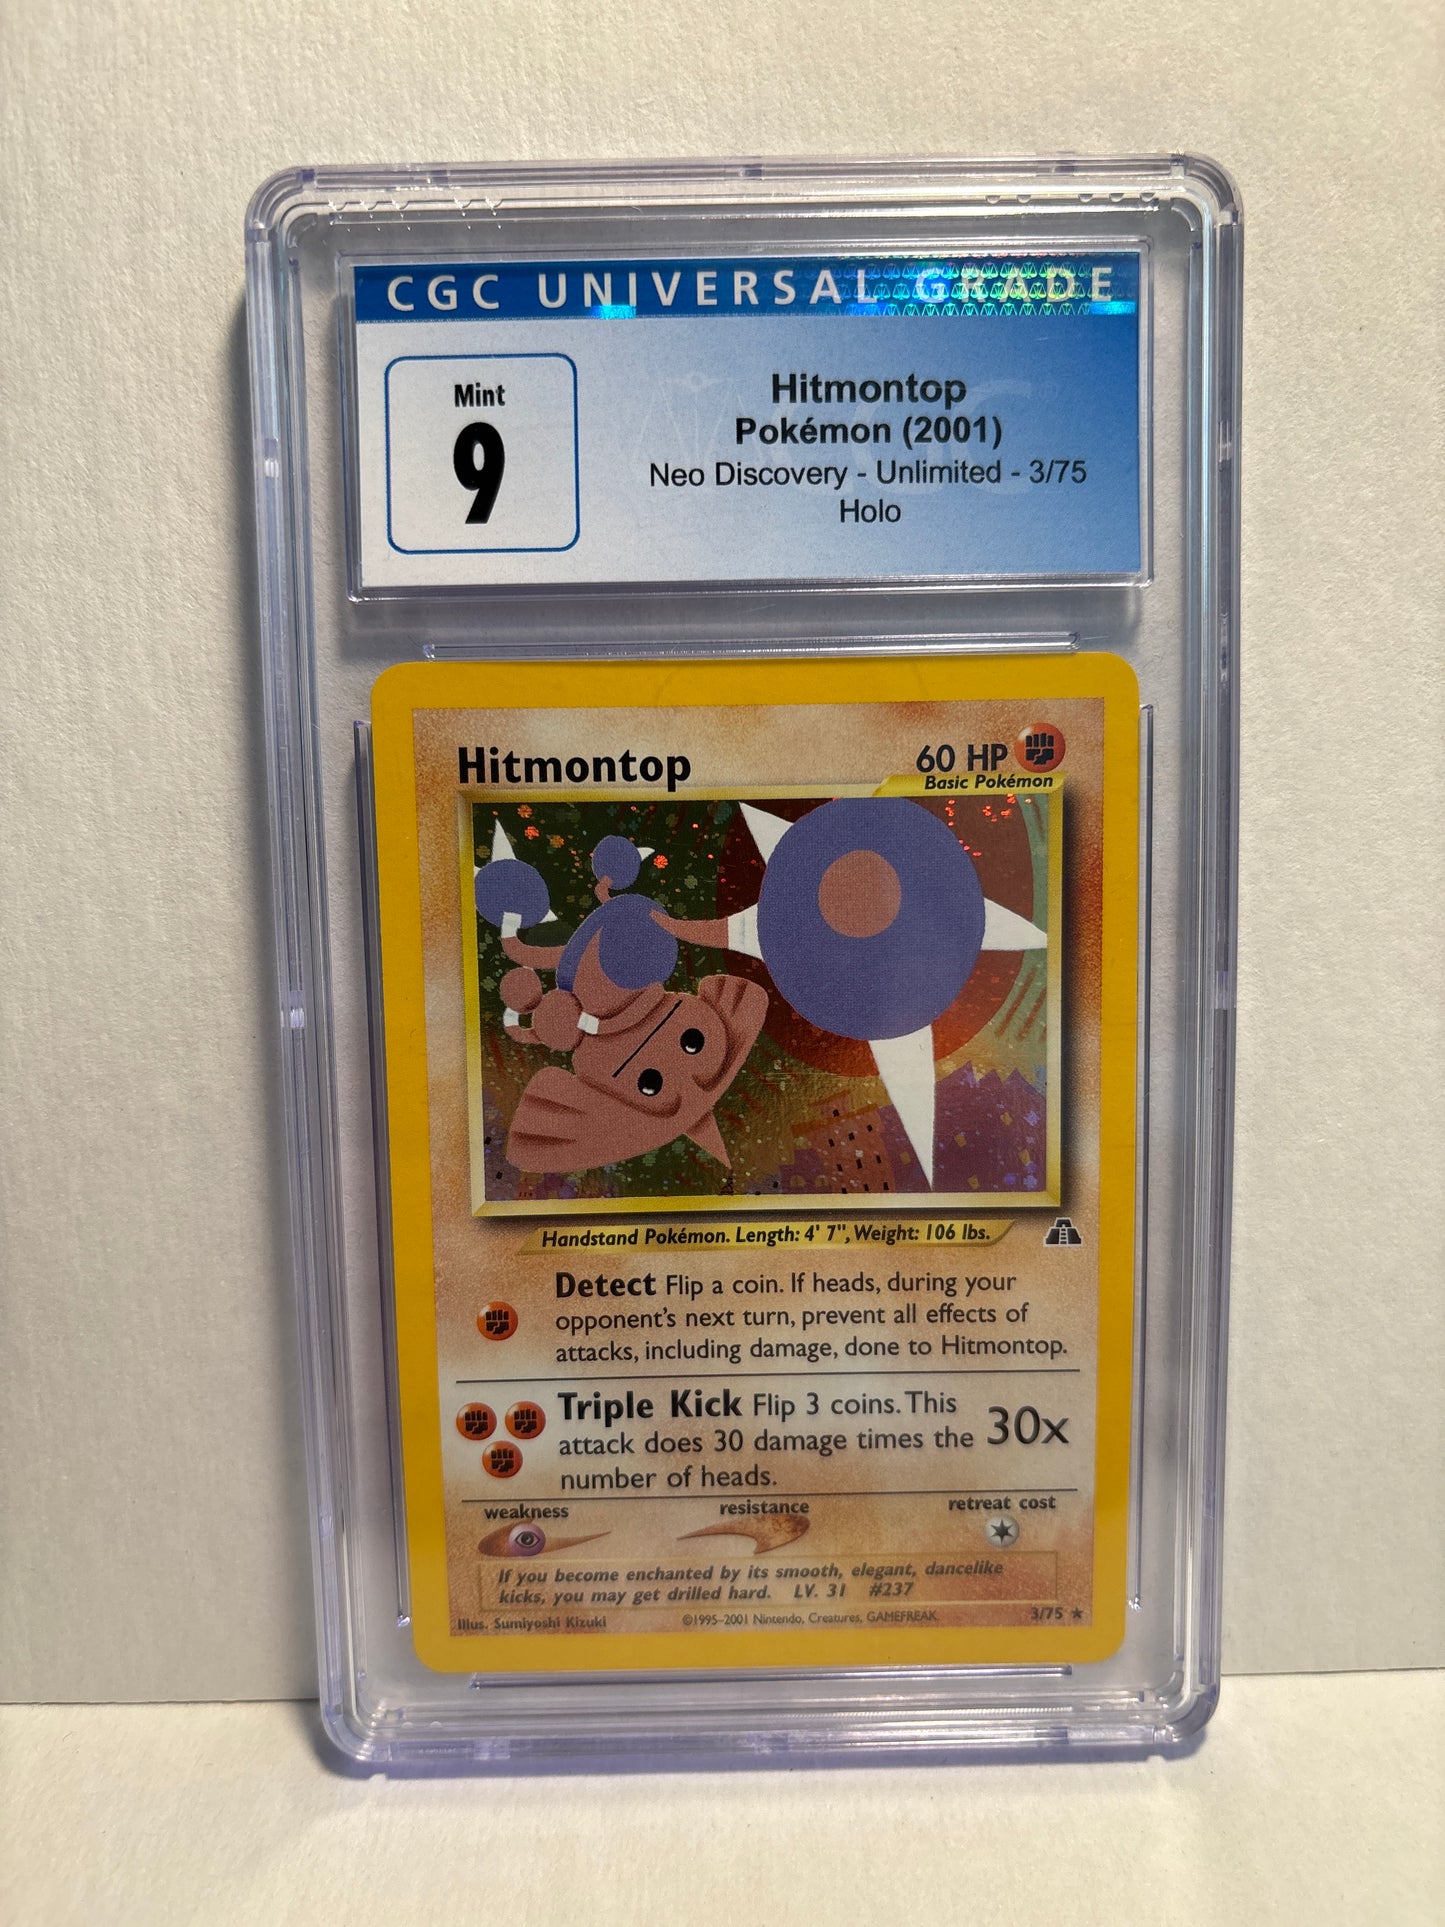 CGC UNIVERSAL GRADE
Mint
9
Hitmontop
Pokémon (2001)
Neo Discovery - Unlimited - 3/75
Holo
Hitmontop
60 HP
Basic Pokémon
Handstand Pokémon. Length: 4' 7", Weight: 106 lbs.
Detect Flip a coin. If heads, during your
opponent's next turn, prevent all effects of
attacks, including damage, done to Hitmontop.
Triple Kick Flip 3 coins. This
attack does 30 damage times the
number of heads.
30x
weakness
resistance
retreat cost
If you become enchanted by its smooth, elegant, dancelike
kicks, you may get drilled hard. LV. 31 #237
Illus. Sumiyoshi Kizuki
©1995-2001 Nintendo, Creatures, GAMEFREAK
3/75 ★